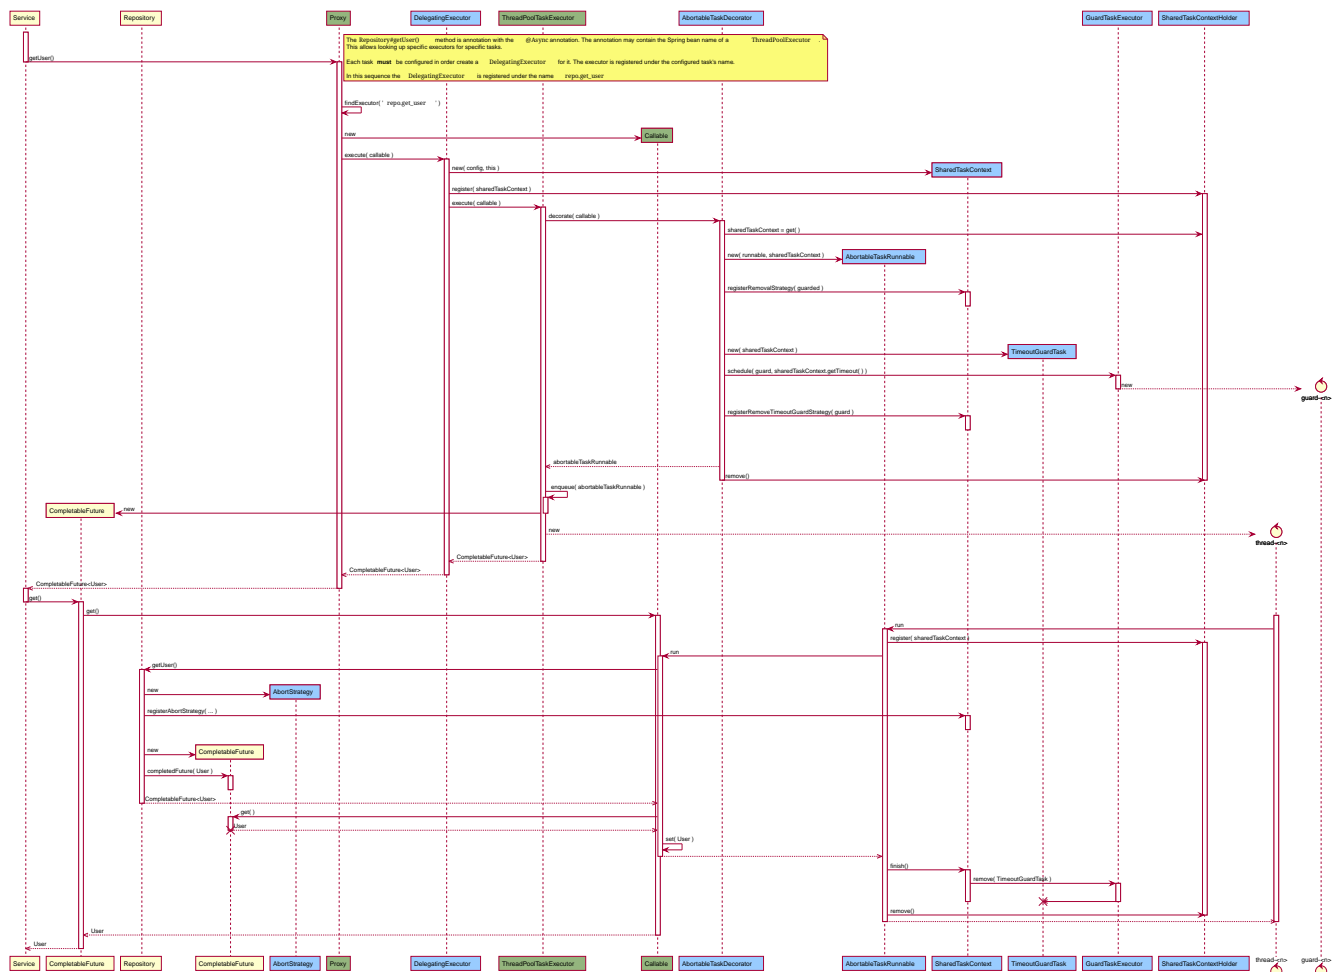 Service Repository Proxy DelegatingExecutor ThreadPoolTaskExecutor AbortableTaskDecorator GuardTaskExecutor SharedTaskContextHolder
The Repository#getUser() method is annotation with the @Async annotation. The annotation may contain the Spring bean name of a ThreadPoolExecutor .
This allows looking up specific executors for specific tasks.
getUser()
Each task must be configured in order create a DelegatingExecutor for it. The executor is registered under the configured task's name.
In this sequence the DelegatingExecutor is registered under the name repo.get_user
findExecutor( ' repo.get_user ' )
new
Callable
execute( callable )
new( config, this )
SharedTaskContext
register( sharedTaskContext )
execute( callable )
decorate( callable )
sharedTaskContext = get( )
new( runnable, sharedTaskContext )
AbortableTaskRunnable
registerRemovalStrategy( guarded )
new( sharedTaskContext )
TimeoutGuardTask
schedule( guard, sharedTaskContext.getTimeout( ) )
new
guard-<n>
registerRemoveTimeoutGuardStrategy( guard )
abortableTaskRunnable
remove()
enqueue( abortableTaskRunnable )
CompletableFuture
new
new
thread-<n>
CompletableFuture<User>
CompletableFuture<User>
CompletableFuture<User>
get()
get()
run
register( sharedTaskContext )
run
getUser()
new
AbortStrategy
registerAbortStrategy( ... )
new
CompletableFuture
completedFuture( User )
CompletableFuture<User>
get( )
User
set( User )
finish()
remove( TimeoutGuardTask )
remove()
User
User
Service CompletableFuture Repository CompletableFuture AbortStrategy Proxy DelegatingExecutor ThreadPoolTaskExecutor Callable AbortableTaskDecorator AbortableTaskRunnable SharedTaskContext TimeoutGuardTask GuardTaskExecutor SharedTaskContextHolder thread-<n> guard-<n>